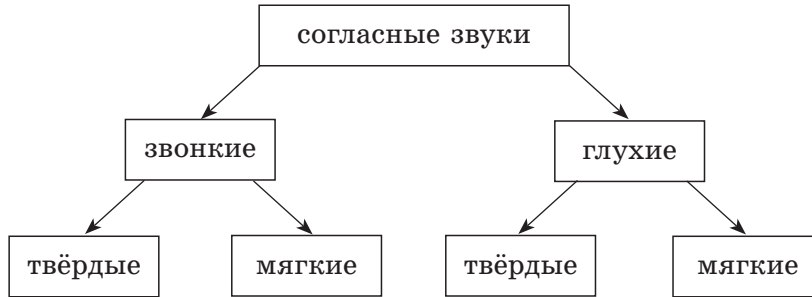 согласные звуки
звонкие
глухие
твёрдые
мягкие
твёрдые
мягкие